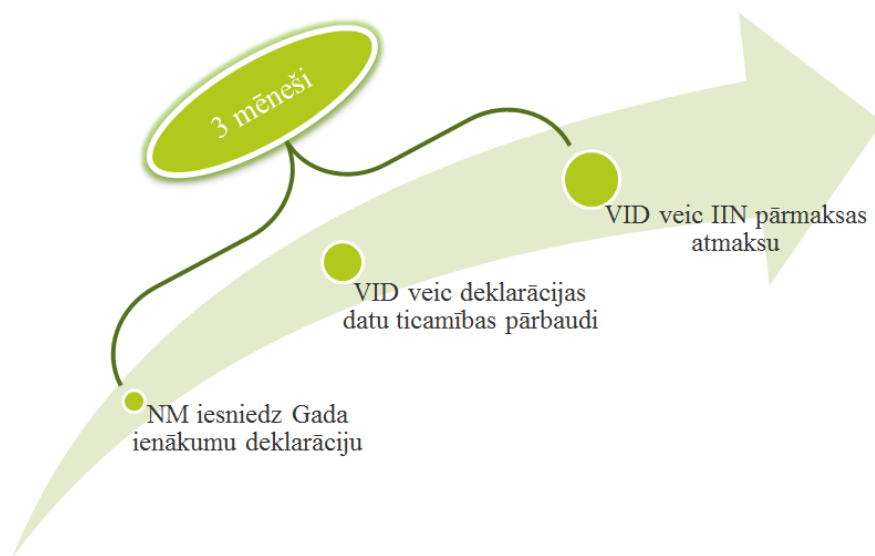 3 mēneši
VID veic IIN pārmaksas
atmaksu
VID veic deklarācijas
datu ticamības pārbaudi
NM iesniedz Gada
ienākumu deklarāciju